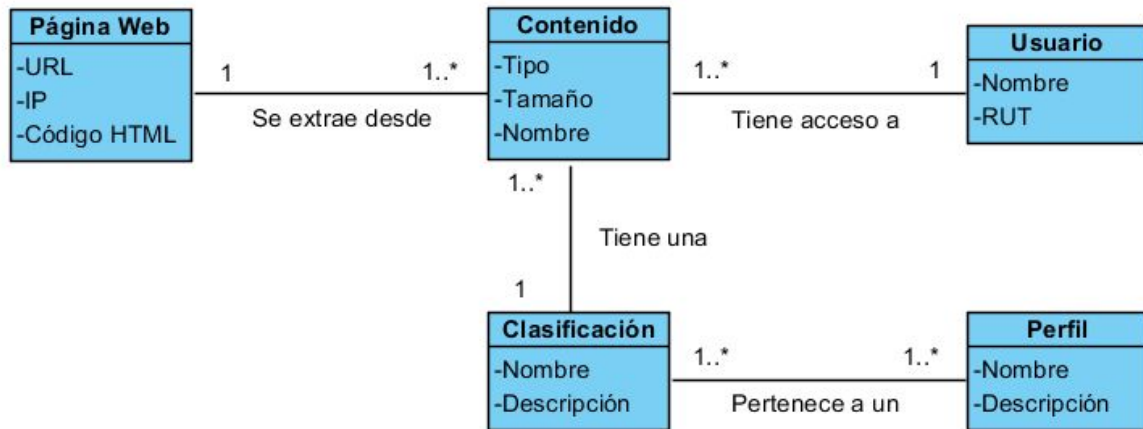 Página Web
-URL
-IP
-Código HTML
1
1..*
Se extrae desde
Contenido
-Tipo
-Tamaño
-Nombre
1..*
1
Tiene acceso a
Usuario
-Nombre
-RUT
1..*
Tiene una
1
Clasificación
-Nombre
-Descripción
1..*
1..*
Pertenece a un
Perfil
-Nombre
-Descripción